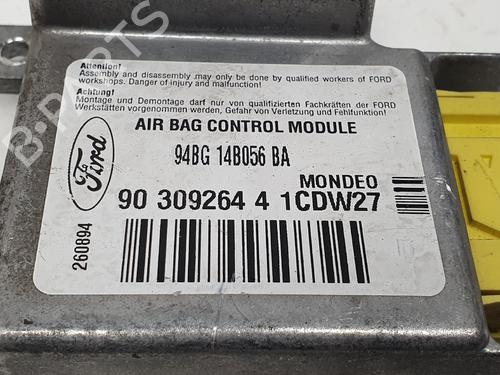 Attention!
Assembly and disassembly may only be done by qualified workers of FORD
workshops. Danger of injury and malfunction!
Achtung!
Montage und Demontage darf nur von qualifizierten Fachkräften der FORD
Werkstätten vorgenommen werden, Gefahr von Verletzung und Fehlfunktion!
AIR BAG CONTROL MODULE
Ford
94BG 14B056 BA
MONDEO
90 309264 4 1CDW27
260894
B-PARTS